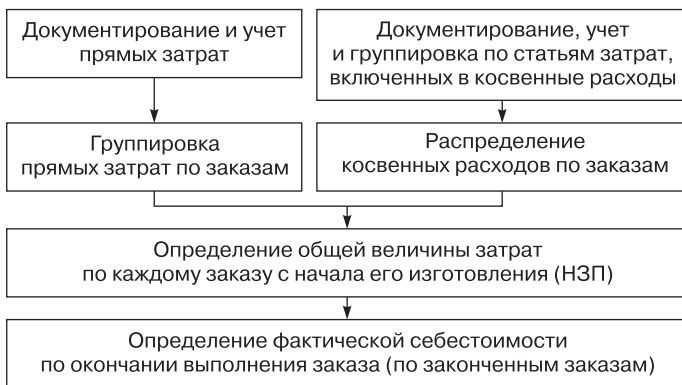 Документирование и учет
прямых затрат
Документирование, учет
и группировка по статьям затрат,
включенных в косвенные расходы
Группировка
прямых затрат по заказам
Распределение
косвенных расходов по заказам
Определение общей величины затрат
по каждому заказу с начала его изготовления (НЗП)
Определение фактической себестоимости
по окончании выполнения заказа (по законченным заказам)